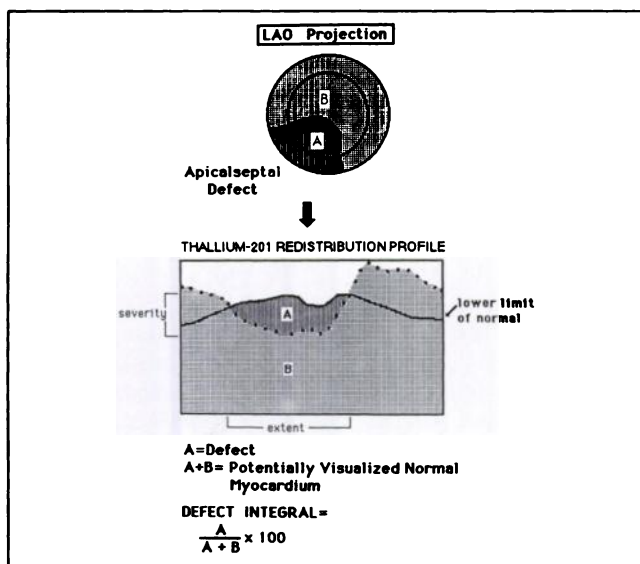 LAO Projection
B
A
Apicalseptal
Defect
THALLIUM-201 REDISTRIBUTION PROFILE
severity
A
lower limit
of normal
B
extent
A=Defect
A+B= Potentially Visualized Normal
Myocardium
DEFECT INTEGRAL=
A
A + B
x 100